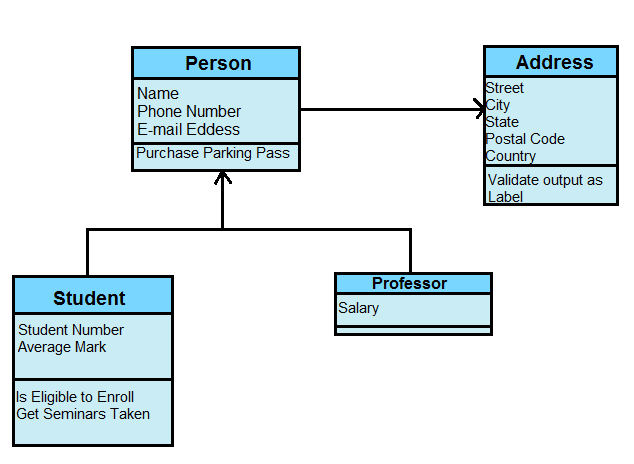 Person
Name
Phone Number
E-mail Eddess
Purchase Parking Pass
Address
Street
City
State
Postal Code
Country
Validate output as
Label
Student
Student Number
Average Mark
Is Eligible to Enroll
Get Seminars Taken
Professor
Salary